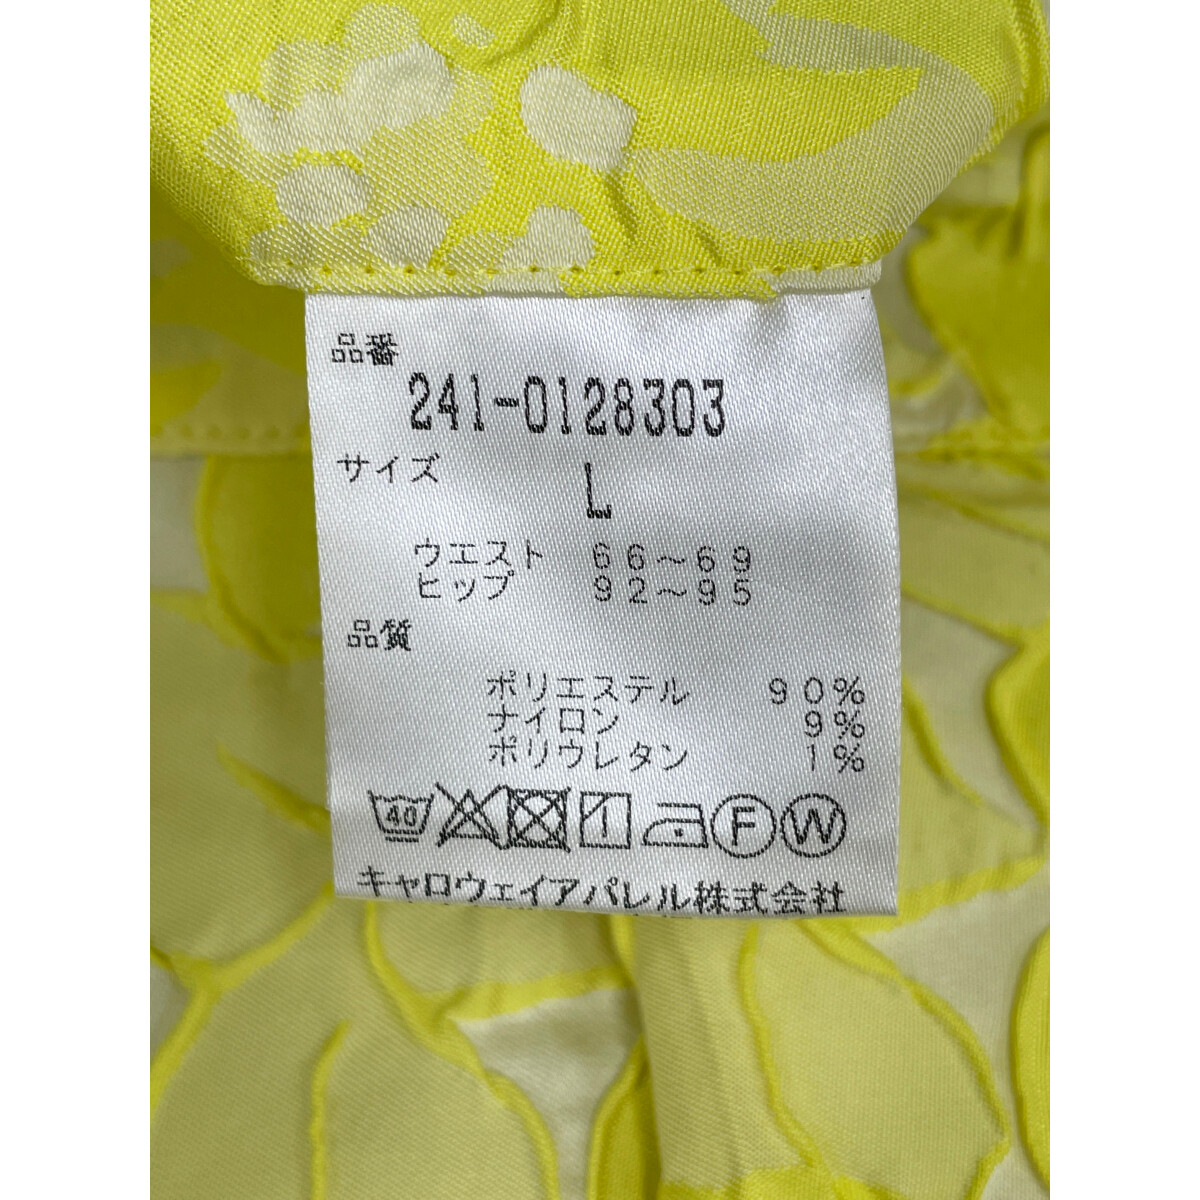 品番
241-0128303
サイズ L
ウエスト 66～69
ヒップ 92～95
品質
ポリエステル 90%
ナイロン 9%
ポリウレタン 1%
40 F W
キャロウェイアパレル株式会社